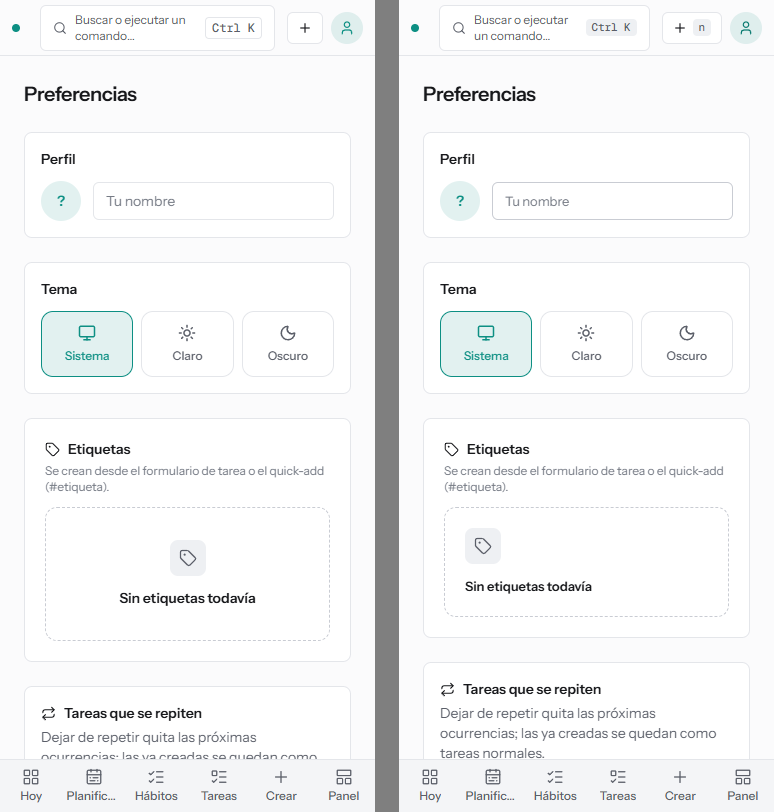 Buscar o ejecutar un
comando...
Ctrl K
Preferencias
Perfil
?
Tu nombre
Tema
Sistema
Claro
Oscuro
Etiquetas
Se crean desde el formulario de tarea o el quick-add
(#etiqueta).
Sin etiquetas todavía
Tareas que se repiten
Dejar de repetir quita las próximas
ocurrencias; las ya creadas se quedan como
Hoy
Planific...
Hábitos
Tareas
Crear
Panel
Buscar o ejecutar
un comando...
Ctrl K
n
Preferencias
Perfil
?
Tu nombre
Tema
Sistema
Claro
Oscuro
Etiquetas
Se crean desde el formulario de tarea o el quick-add
(#etiqueta).
Sin etiquetas todavía
Tareas que se repiten
Dejar de repetir quita las próximas
ocurrencias; las ya creadas se quedan como
tareas normales.
Hoy
Planific...
Hábitos
Tareas
Crear
Panel